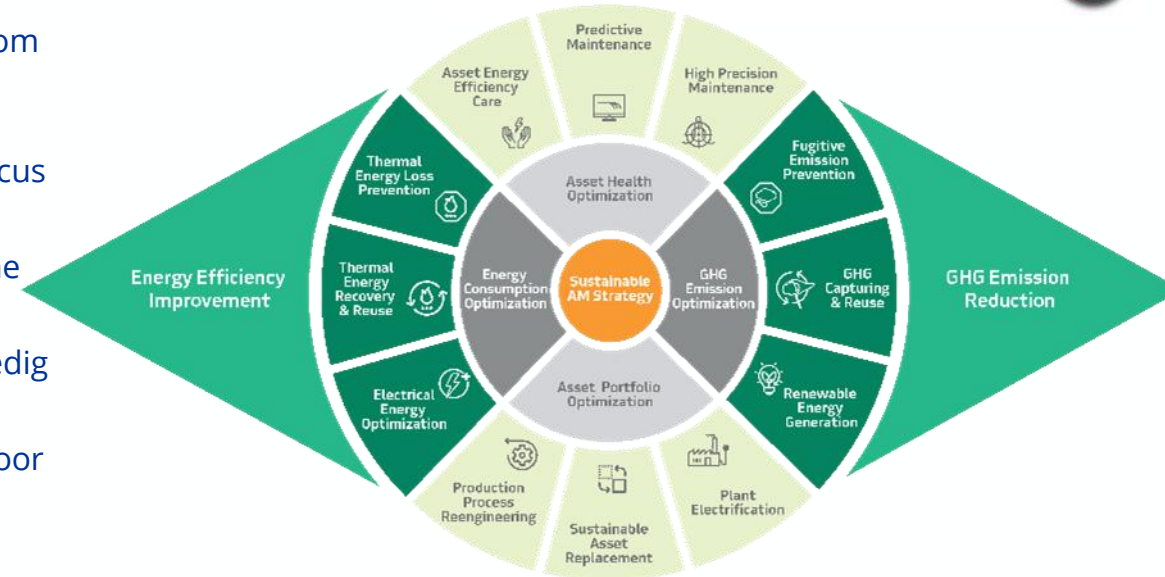 om
cus
ne
edig
oor
Predictive
Maintenance
Asset Energy
Efficiency
Care
High Precision
Maintenance
Thermal
Energy Loss
Prevention
Fugitive
Emission
Prevention
Asset Health
Optimization
Energy Efficiency
Improvement
Thermal
Energy
Recovery
& Reuse
Energy
Consumption
Optimization
Sustainable
AM Strategy
GHG
Emission
Optimization
GHG
Capturing
& Reuse
GHG Emission
Reduction
Electrical
Energy
Optimization
Asset Portfolio
Optimization
Renewable
Energy
Generation
Production
Process
Reengineering
Sustainable
Asset
Replacement
Plant
Electrification